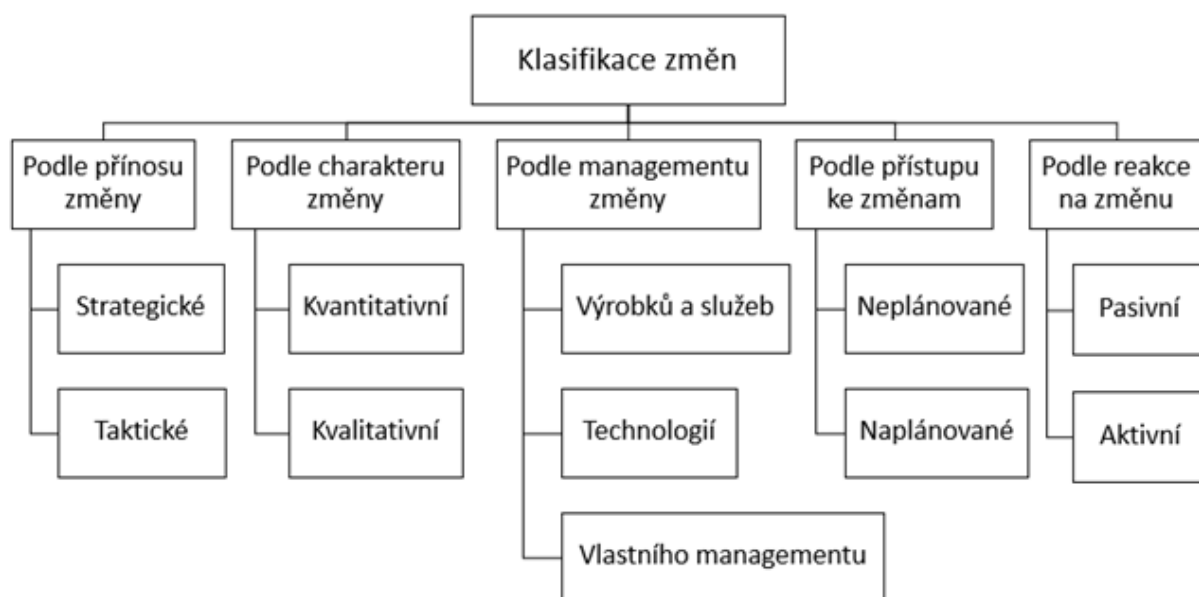 Klasifikace změn
Podle přínosu
změny
Podle charakteru
změny
Podle managementu
změny
Podle přístupu
ke změnam
Podle reakce
na změnu
Strategické
Kvantitativní
Výrobků a služeb
Neplánované
Pasivní
Taktické
Kvalitativní
Technologií
Naplánované
Aktivní
Vlastního managementu